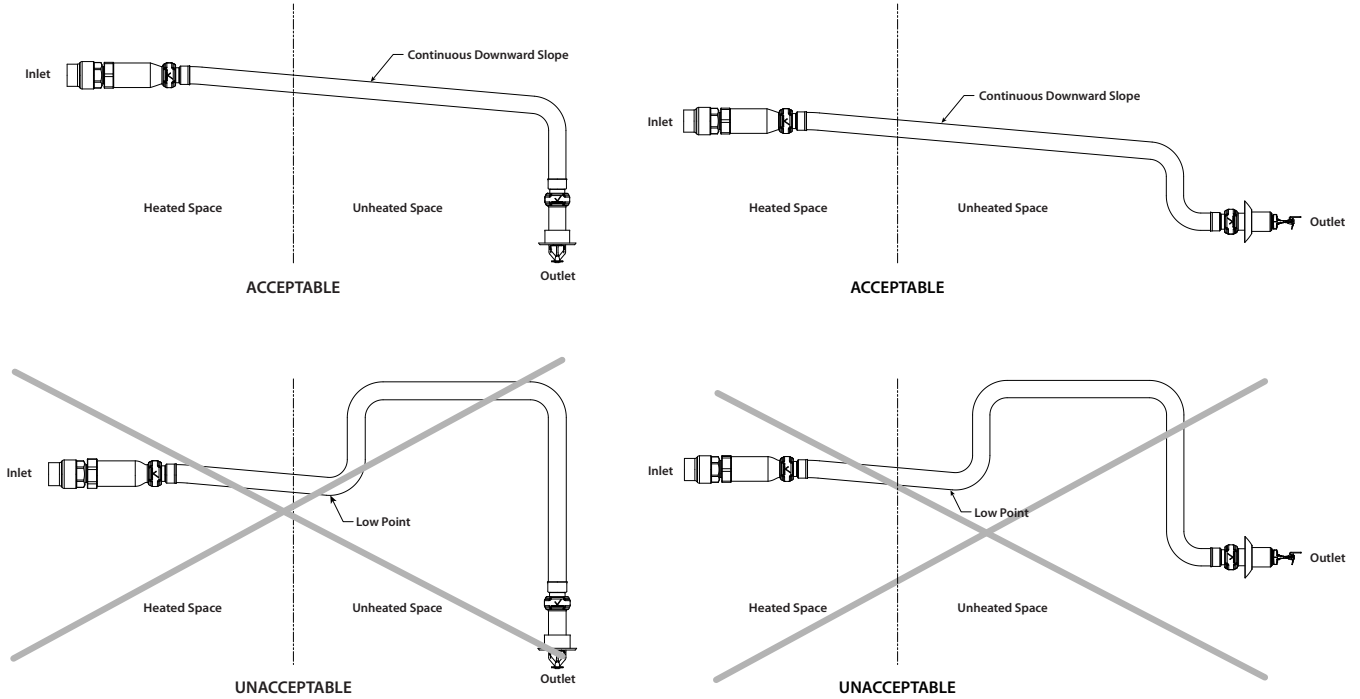 Continuous Downward Slope
Inlet
Heated Space
Unheated Space
Outlet
ACCEPTABLE
Continuous Downward Slope
Inlet
Heated Space
Unheated Space
Outlet
ACCEPTABLE
Inlet
Low Point
Heated Space
Unheated Space
Outlet
UNACCEPTABLE
Inlet
Low Point
Outlet
Heated Space
Unheated Space
UNACCEPTABLE